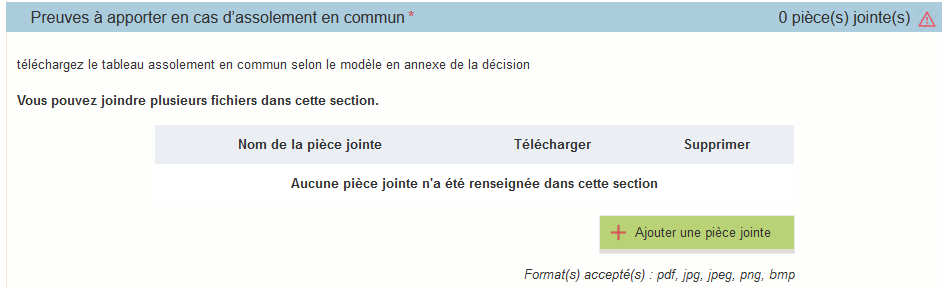 Preuves à apporter en cas d'assolement en commun * 0 pièce(s) jointe(s)
téléchargez le tableau assolement en commun selon le modèle en annexe de la décision
Vous pouvez joindre plusieurs fichiers dans cette section.
Nom de la pièce jointe Télécharger Supprimer
Aucune pièce jointe n'a été renseignée dans cette section
Ajouter une pièce jointe
Format(s) accepté(s) : pdf, jpg, jpeg, png, bmp